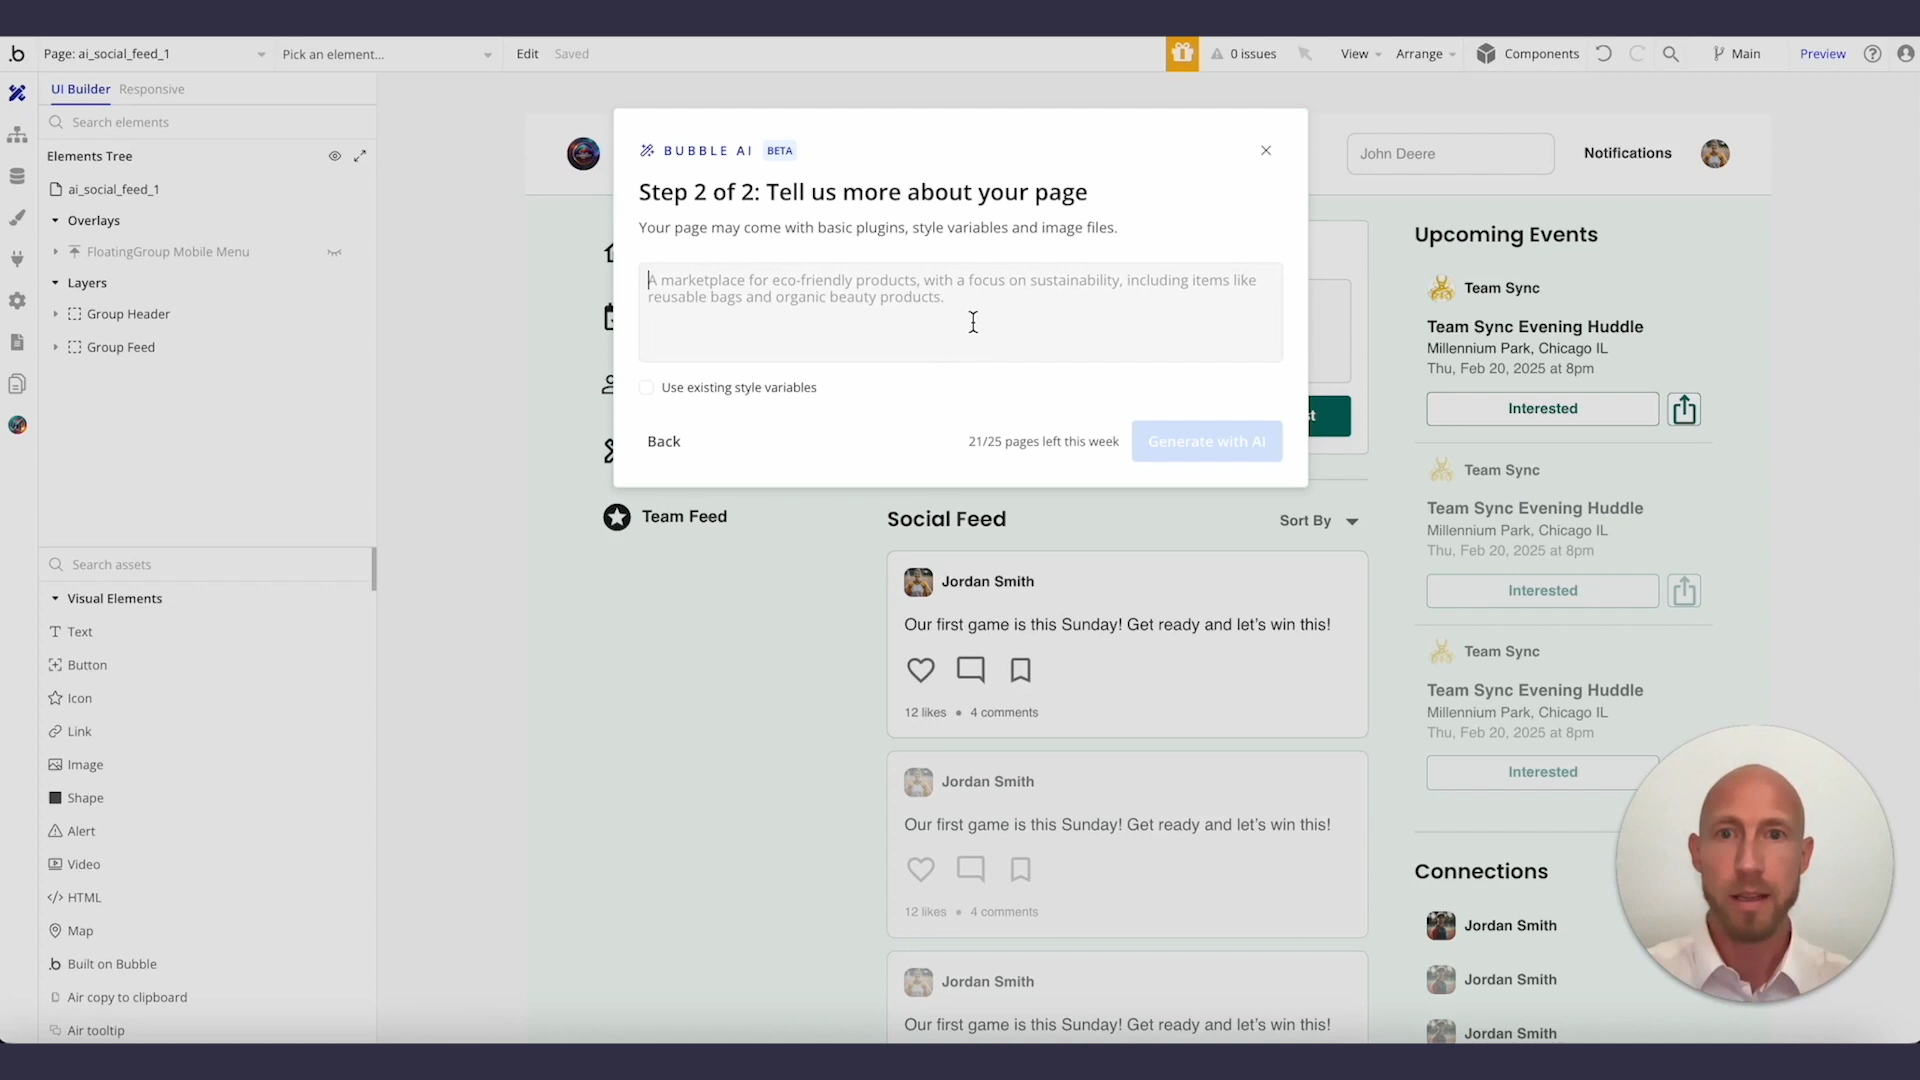 b Page: ai_social_feed_1 Pick an element... Edit Saved 0 issues View Arrange Components Main Preview
UI Builder Responsive
Search elements
Elements Tree
ai_social_feed_1
Overlays
FloatingGroup Mobile Menu
Layers
Group Header
Group Feed
Search assets
Visual Elements
Text
Button
Icon
Link
Image
Shape
Alert
Video
HTML
Map
Built on Bubble
Air copy to clipboard
Air tooltip
BUBBLE AI BETA
Step 2 of 2: Tell us more about your page
Your page may come with basic plugins, style variables and image files.
A marketplace for eco-friendly products, with a focus on sustainability, including items like
reusable bags and organic beauty products.
Use existing style variables
Back 21/25 pages left this week Generate with AI
John Deere Notifications
t
Team Feed
Social Feed Sort By
Jordan Smith
Our first game is this Sunday! Get ready and let’s win this!
12 likes • 4 comments
Jordan Smith
Our first game is this Sunday! Get ready and let’s win this!
12 likes • 4 comments
Jordan Smith
Our first game is this Sunday! Get ready and let’s win this!
Upcoming Events
Team Sync
Team Sync Evening Huddle
Millennium Park, Chicago IL
Thu, Feb 20, 2025 at 8pm
Interested
Team Sync
Team Sync Evening Huddle
Millennium Park, Chicago IL
Thu, Feb 20, 2025 at 8pm
Interested
Team Sync
Team Sync Evening Huddle
Millennium Park, Chicago IL
Thu, Feb 20, 2025 at 8pm
Interested
Connections
Jordan Smith
Jordan Smith
Jordan Smith